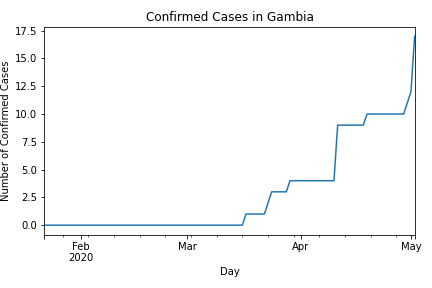 Confirmed Cases in Gambia
Number of Confirmed Cases
17.5
15.0
12.5
10.0
7.5
5.0
2.5
0.0
Feb
2020
Mar
Apr
May
Day